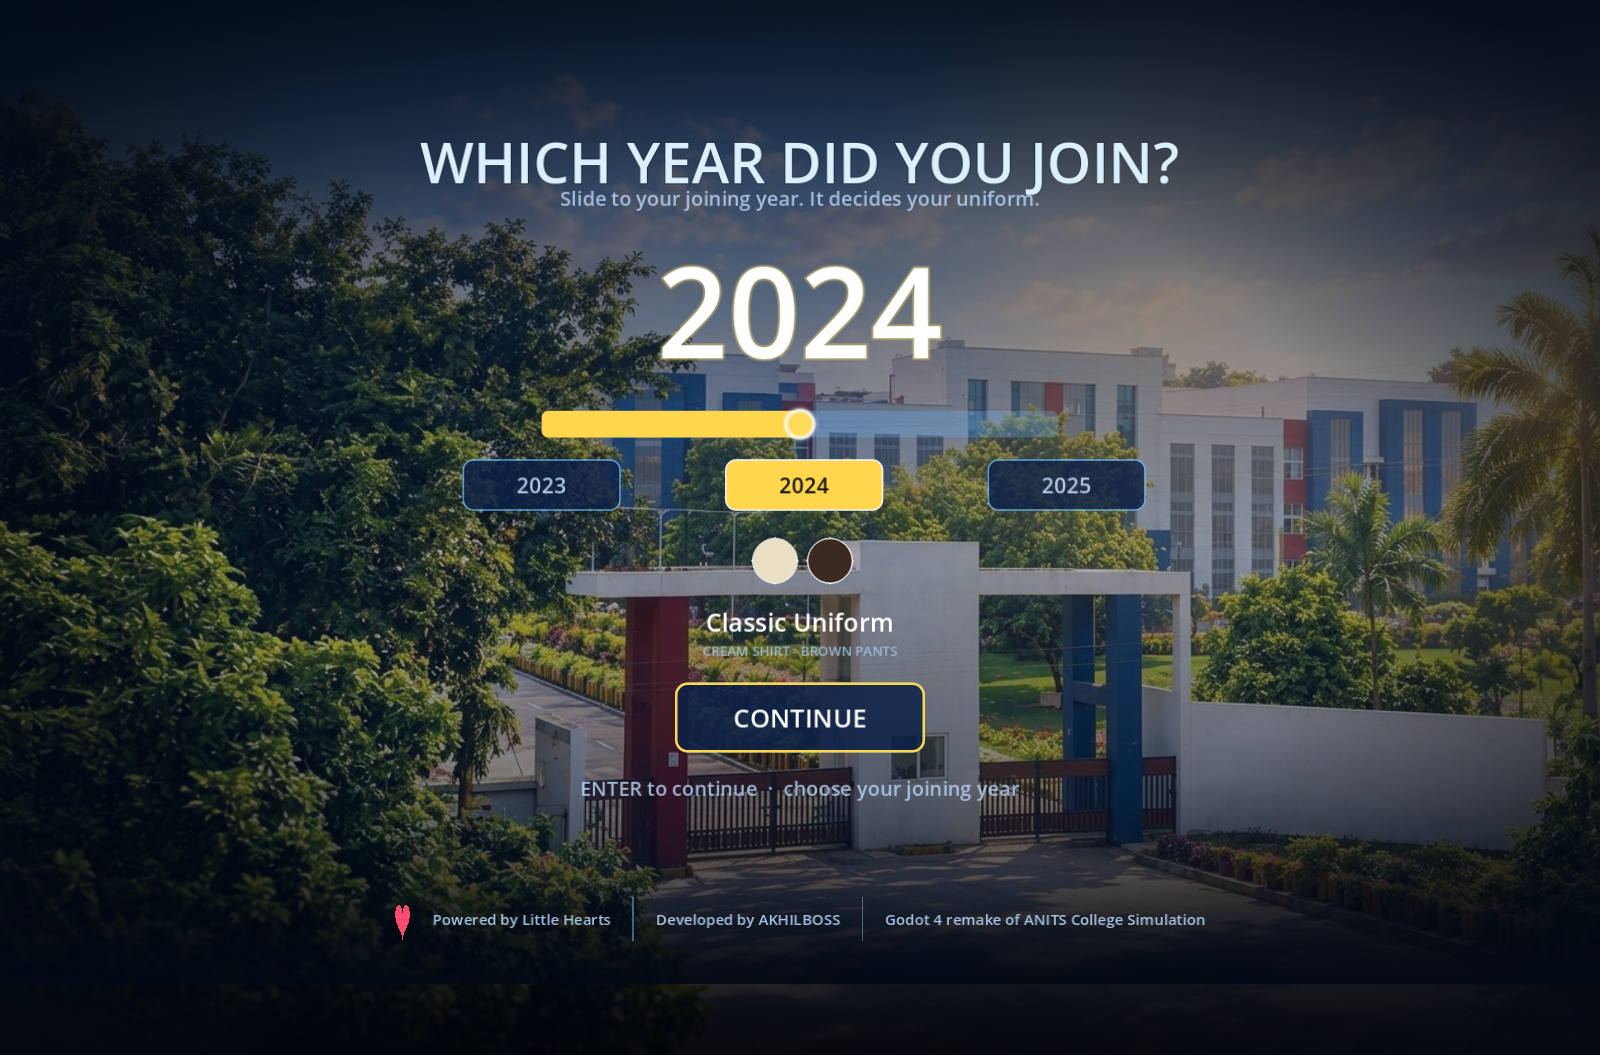 WHICH YEAR DID YOU JOIN?
Slide to your joining year. It decides your uniform.
2024
2023
2024
2025
Classic Uniform
CREAM SHIRT · BROWN PANTS
CONTINUE
ENTER to continue · choose your joining year
Powered by Little Hearts
Developed by AKHILBOSS
Godot 4 remake of ANITS College Simulation